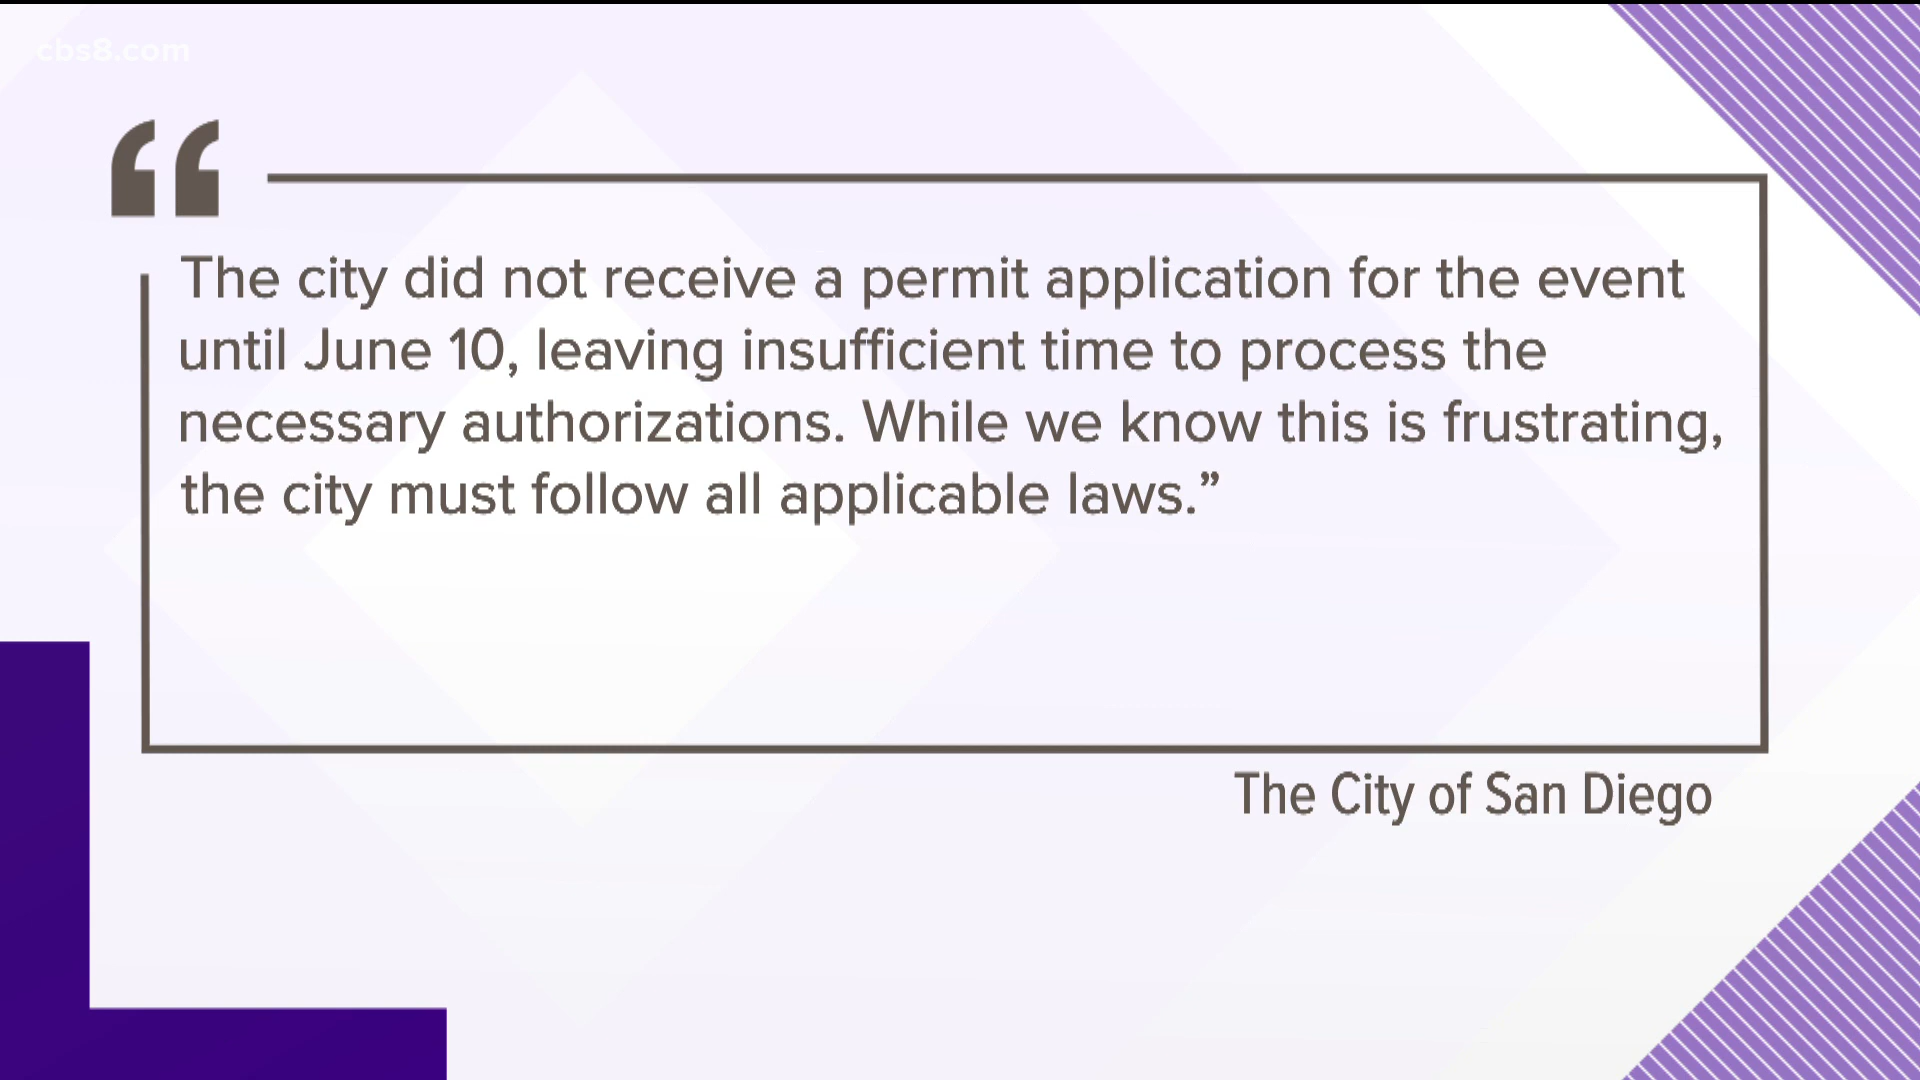 cbs8.com
“
The city did not receive a permit application for the event
until June 10, leaving insufficient time to process the
necessary authorizations. While we know this is frustrating,
the city must follow all applicable laws.”
The City of San Diego